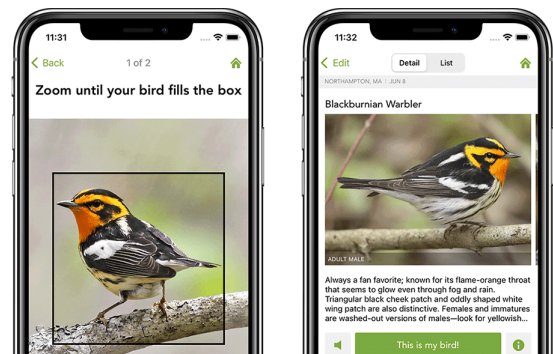 11:31
Back
1 of 2
Zoom until your bird fills the box
11:32
Edit
Detail
List
NORTHAMPTON, MA | JUN 8
Blackburnian Warbler
ADULT MALE
Always a fan favorite; known for its flame-orange throat
that seems to glow even through fog and rain.
Triangular black cheek patch and oddly shaped white
wing patch are also distinctive. Females and immatures
are washed-out versions of males—look for yellowish...
This is my bird!